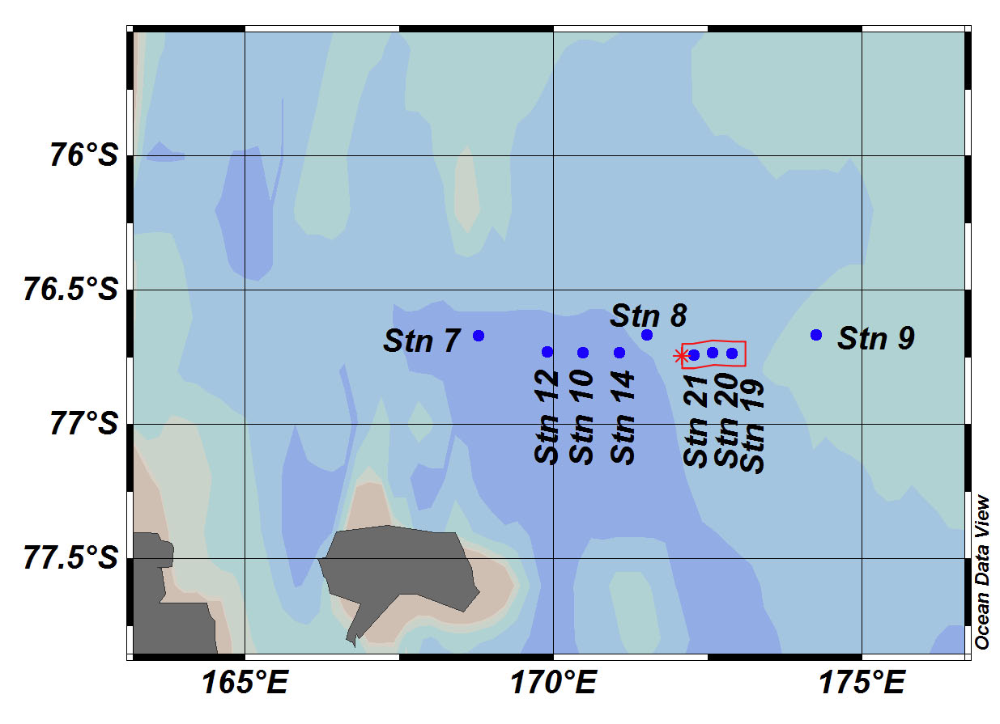 76°S
76.5°S
77°S
77.5°S
Stn 7
Stn 8
Stn 9
Stn 12
Stn 10
Stn 14
Stn 21
Stn 20
Stn 19
165°E
170°E
175°E
Ocean Data View